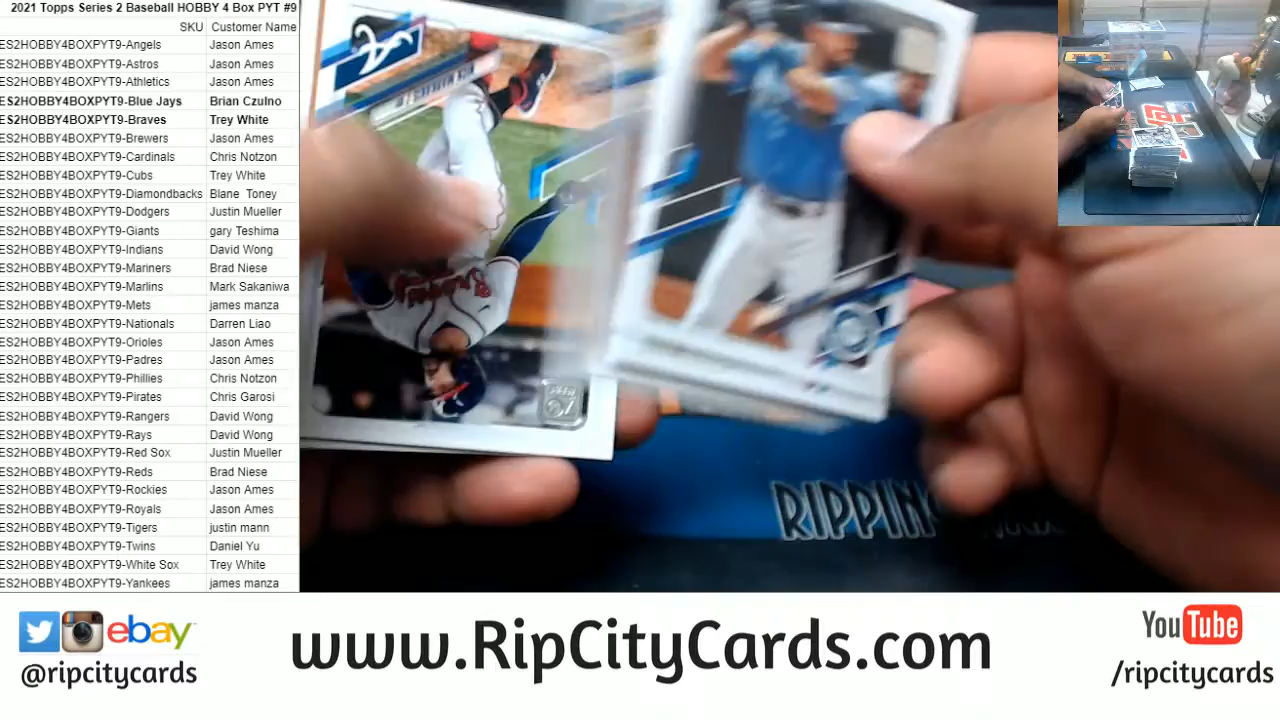 2021 Topps Series 2 Baseball HOBBY 4 Box PYT #9
SKU Customer Name
ES2HOBBY4BOXPYT9-Angels Jason Ames
ES2HOBBY4BOXPYT9-Astros Jason Ames
ES2HOBBY4BOXPYT9-Athletics Jason Ames
ES2HOBBY4BOXPYT9-Blue Jays Brian Czulno
ES2HOBBY4BOXPYT9-Braves Trey White
ES2HOBBY4BOXPYT9-Brewers Jason Ames
ES2HOBBY4BOXPYT9-Cardinals Chris Notzon
ES2HOBBY4BOXPYT9-Cubs Trey White
ES2HOBBY4BOXPYT9-Diamondbacks Blane Toney
ES2HOBBY4BOXPYT9-Dodgers Justin Mueller
ES2HOBBY4BOXPYT9-Giants gary Teshima
ES2HOBBY4BOXPYT9-Indians David Wong
ES2HOBBY4BOXPYT9-Mariners Brad Niese
ES2HOBBY4BOXPYT9-Marlins Mark Sakaniwa
ES2HOBBY4BOXPYT9-Mets james manza
ES2HOBBY4BOXPYT9-Nationals Darren Liao
ES2HOBBY4BOXPYT9-Orioles Jason Ames
ES2HOBBY4BOXPYT9-Padres Jason Ames
ES2HOBBY4BOXPYT9-Phillies Chris Notzon
ES2HOBBY4BOXPYT9-Pirates Chris Garosi
ES2HOBBY4BOXPYT9-Rangers David Wong
ES2HOBBY4BOXPYT9-Rays David Wong
ES2HOBBY4BOXPYT9-Red Sox Justin Mueller
ES2HOBBY4BOXPYT9-Reds Brad Niese
ES2HOBBY4BOXPYT9-Rockies Jason Ames
ES2HOBBY4BOXPYT9-Royals Jason Ames
ES2HOBBY4BOXPYT9-Tigers justin mann
ES2HOBBY4BOXPYT9-Twins Daniel Yu
ES2HOBBY4BOXPYT9-White Sox Trey White
ES2HOBBY4BOXPYT9-Yankees james manza
RIPPIN
ebay
@ripcitycards
www.RipCityCards.com
YouTube
/ripcitycards